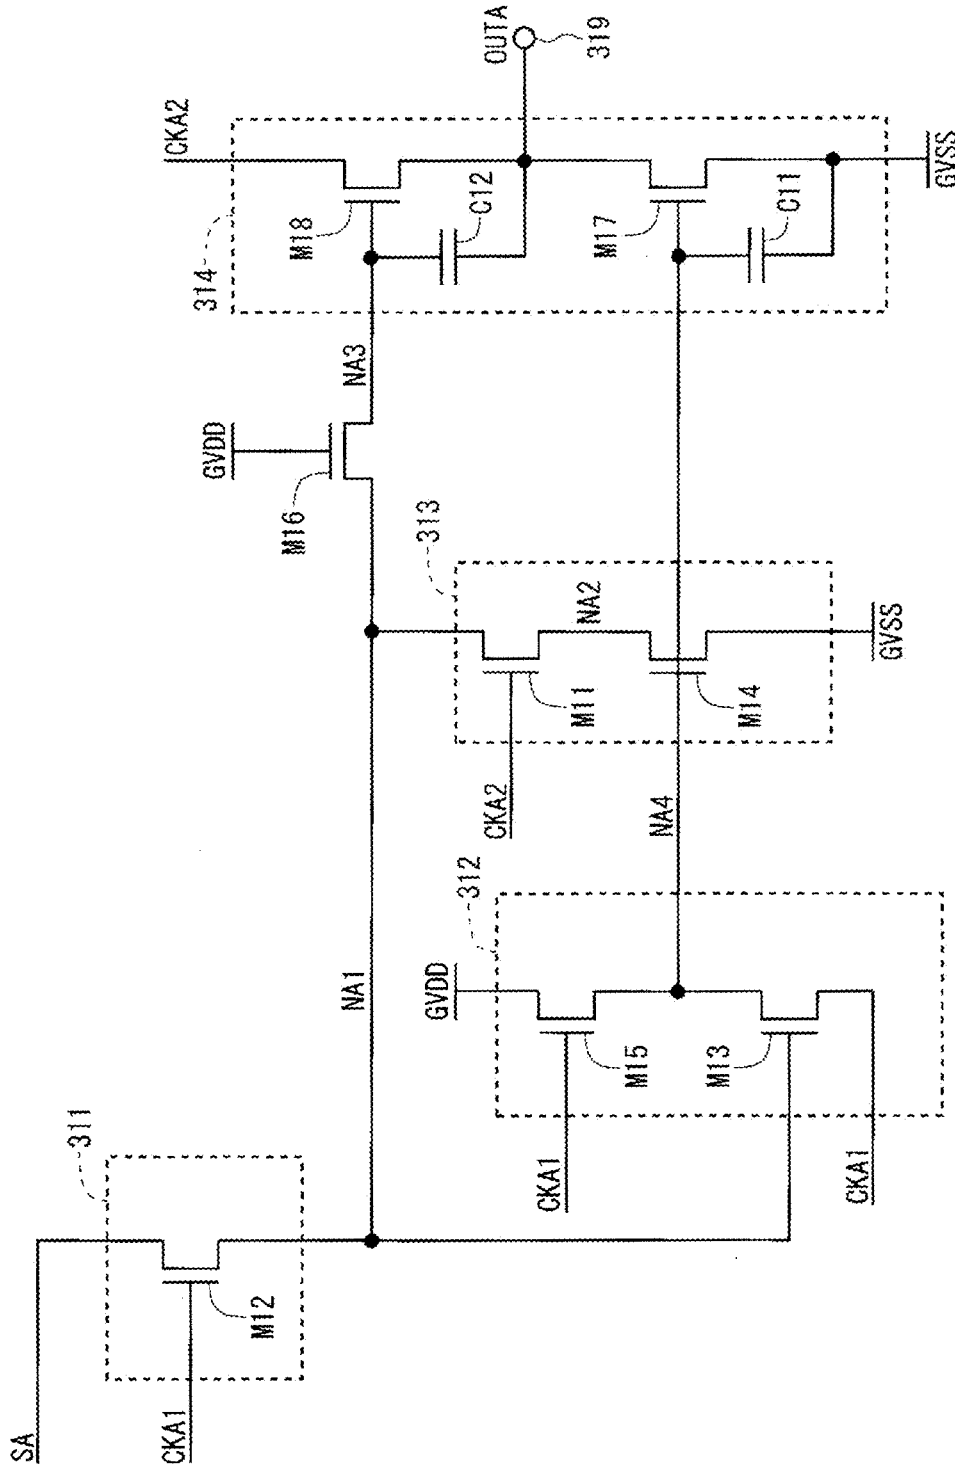 SA
CKA1
M12
311
NA1
CKA1
M15
GVDD
M13
CKA1
312
NA4
CKA2
M11
NA2
M14
GVSS
313
M16
GVDD
NA3
314
CKA2
M18
C12
M17
C11
GVSS
OUTA
319